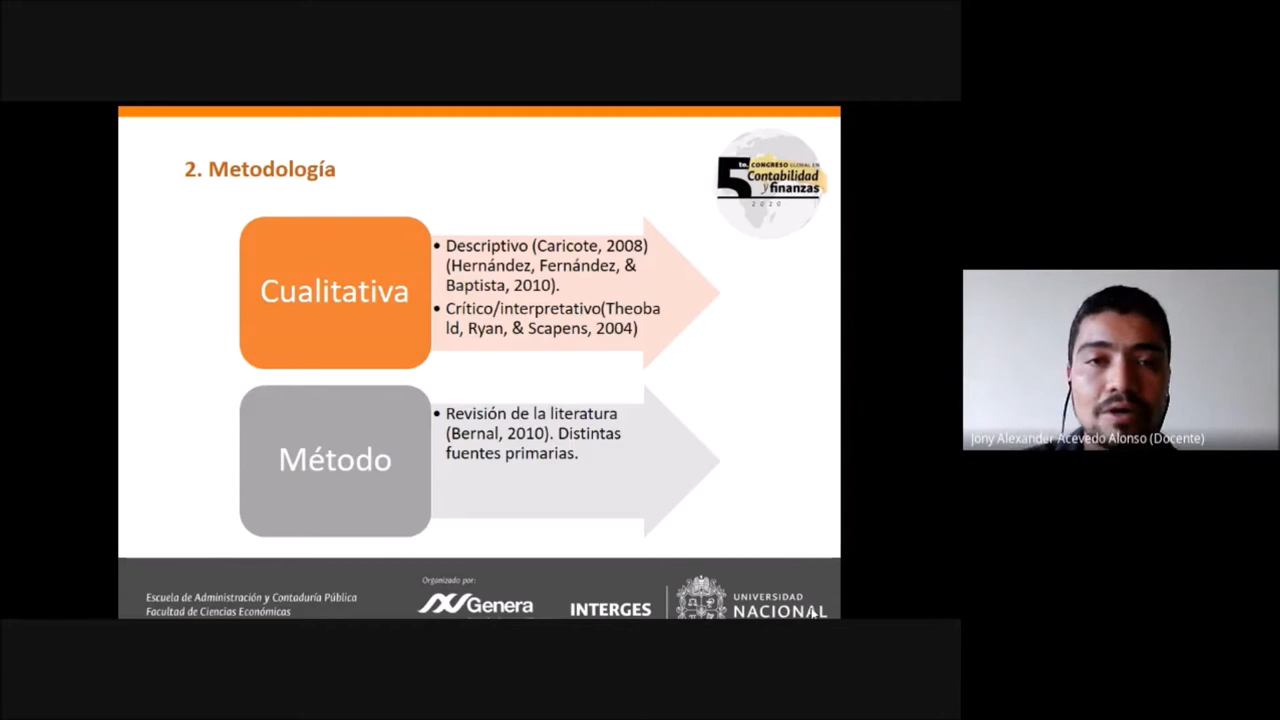 2. Metodología
to. CONGRESO GLOBAL EN
5 Contabilidad
y finanzas
2020
Cualitativa
• Descriptivo (Caricote, 2008)
(Hernández, Fernández, &
Baptista, 2010).
• Crítico/interpretativo(Theoba
ld, Ryan, & Scapens, 2004)
Método
• Revisión de la literatura
(Bernal, 2010). Distintas
fuentes primarias.
Jony Alexander Acevedo Alonso (Docente)
Organizado por:
Escuela de Administración y Contaduría Pública
Facultad de Ciencias Económicas
Genera
INTERGES
UNIVERSIDAD
NACIONAL